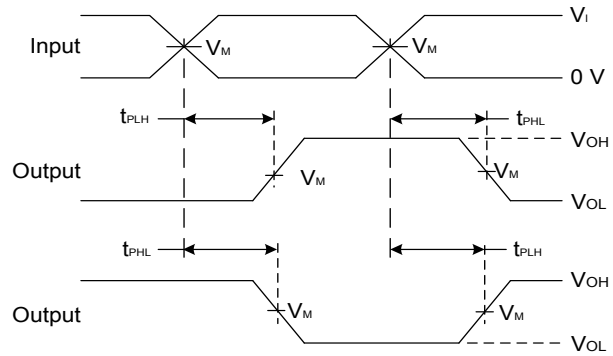 Input VM VM VI
0 V
tPLH tPHL
VOH
Output VM VM
VOL
tPHL tPLH
VOH
Output VM VM
VOL